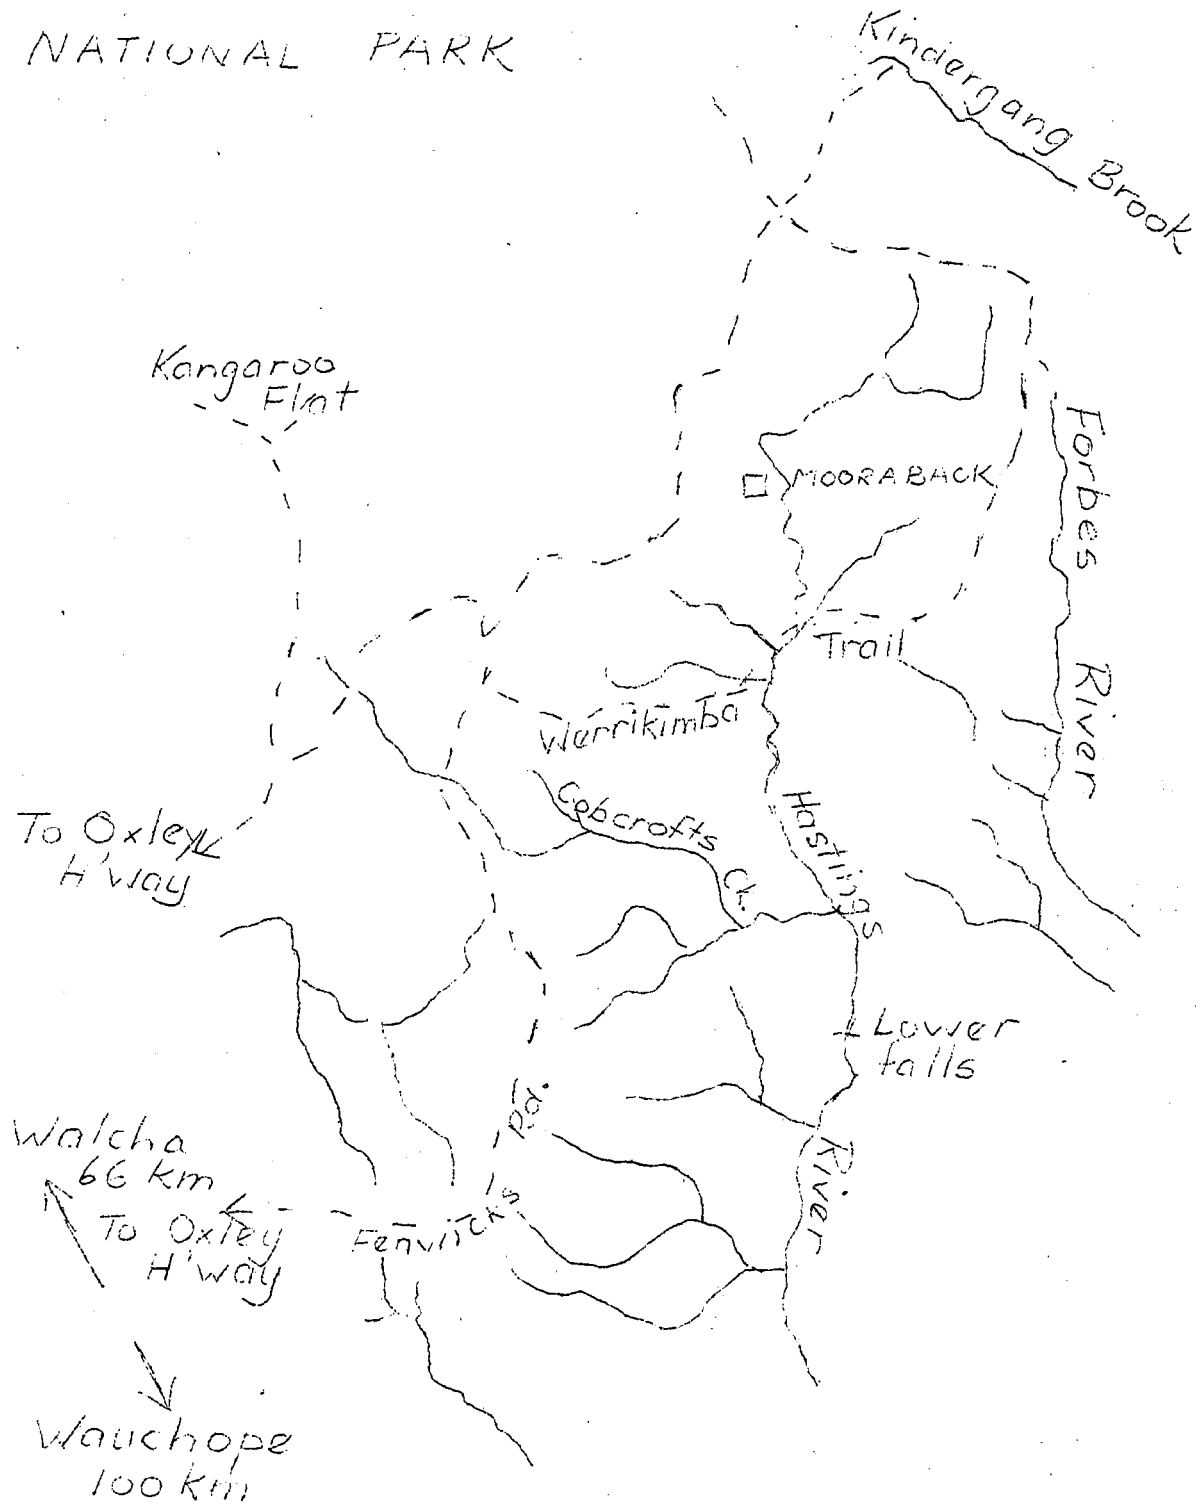 NATIONAL PARK
Kindergang Brook
Kangaroo
Flat
MOORABACK
Forbes River
Trail
Werrikimba
Cobcrofts Ck.
Hastings River
To Oxley
H'way
Lower
falls
Walcha
66 km
To Oxley
H'way
Fenwicks Rd.
Wauchope
100 km